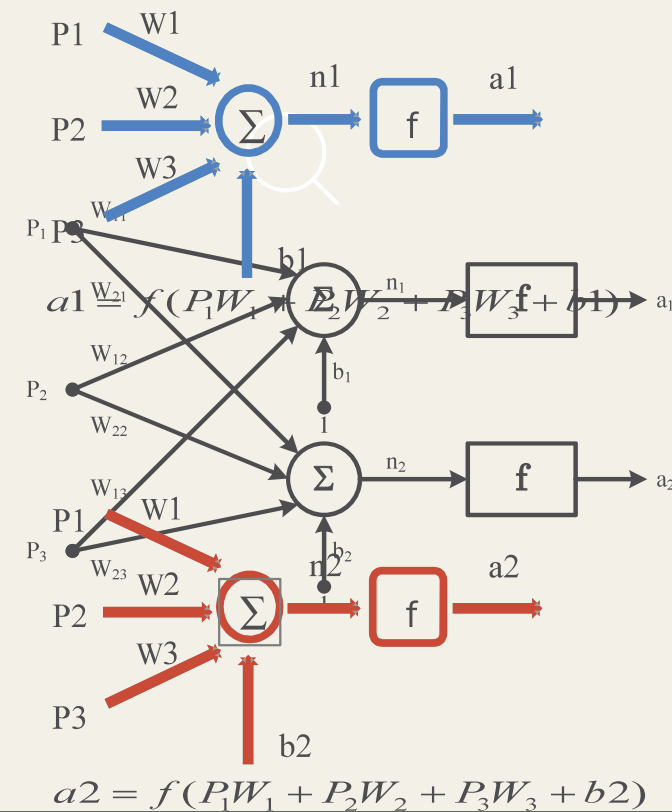 P1 W1
n1 a1
W2
P2 Σ f
W3
P₁ P3 W₁₁
b1
W₂₁ Σ n₁ f a₁
a1 = f(P₁W₁ + P₂W₂ + P₃W₃ + b1)
W₁₂
b₁
P₂
W₂₂ 1
n₂
Σ f a₂
W₁₃
P1 W1
P₃ b₂
W₂₃ n2 a2
W2 1
P2 Σ f
W3
P3
b2
a2 = f(P₁W₁ + P₂W₂ + P₃W₃ + b2)